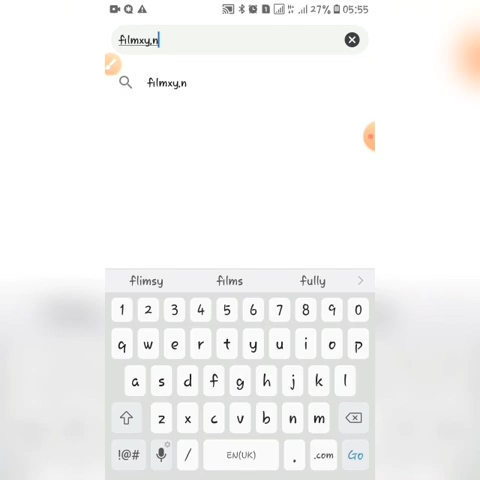 27% 05:55
filmxy.n
filmxy.n
flimsy films fully
1 2 3 4 5 6 7 8 9 0
q w e r t y u i o p
a s d f g h j k l
z x c v b n m
!@# / EN(UK) . .com Go